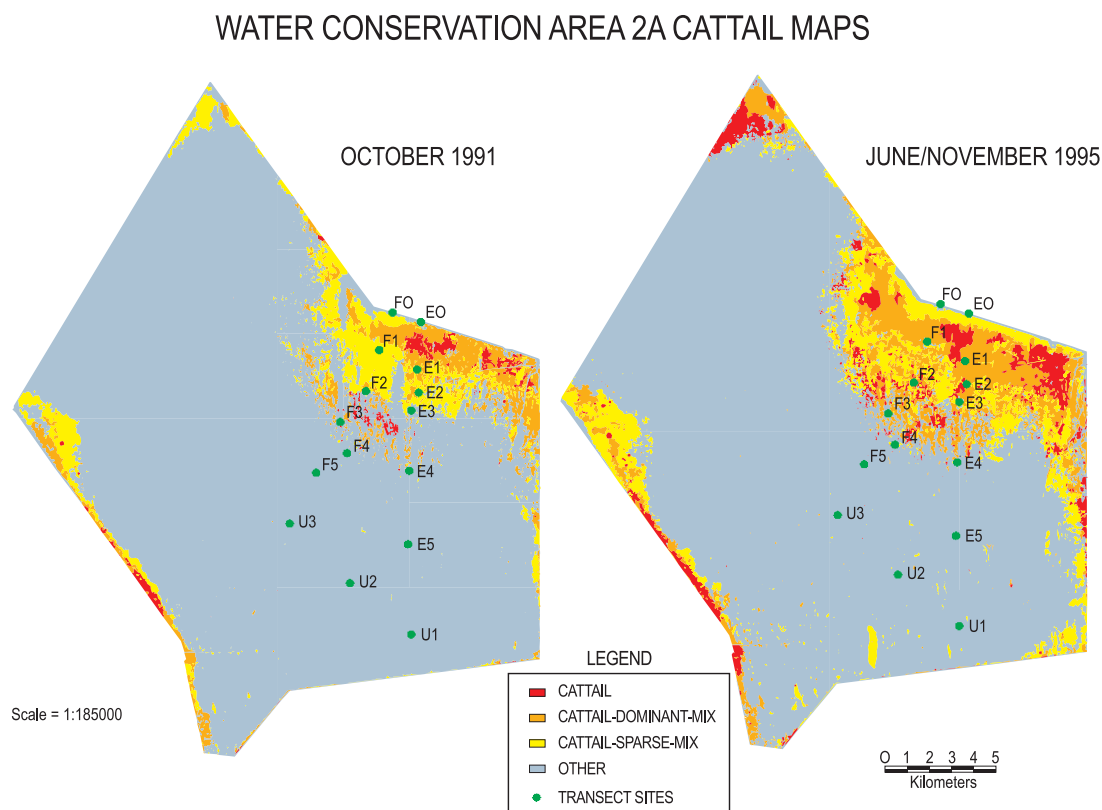 WATER CONSERVATION AREA 2A CATTAIL MAPS
OCTOBER 1991
FO
EO
F1
E1
F2
E2
E3
F3
F4
F5
E4
U3
E5
U2
U1
Scale = 1:185000
JUNE/NOVEMBER 1995
FO
EO
F1
E1
F2
E2
E3
F3
F4
F5
E4
U3
E5
U2
U1
LEGEND
CATTAIL
CATTAIL-DOMINANT-MIX
CATTAIL-SPARSE-MIX
OTHER
TRANSECT SITES
O 1 2 3 4 5
Kilometers